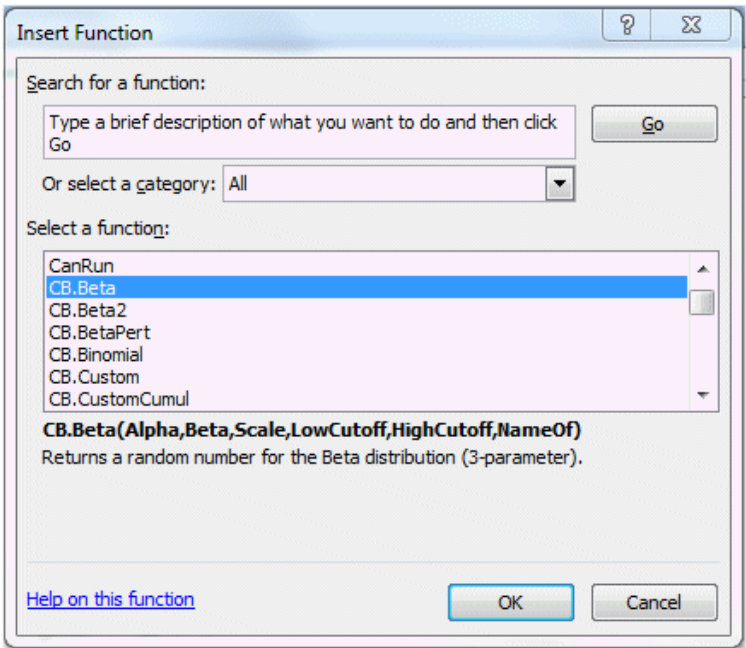 Insert Function
Search for a function:
Type a brief description of what you want to do and then click
Go
Go
Or select a category: All
Select a function:
CanRun
CB.Beta
CB.Beta2
CB.BetaPert
CB.Binomial
CB.Custom
CB.CustomCumul
CB.Beta(Alpha,Beta,Scale,LowCutoff,HighCutoff,NameOf)
Returns a random number for the Beta distribution (3-parameter).
Help on this function
OK
Cancel